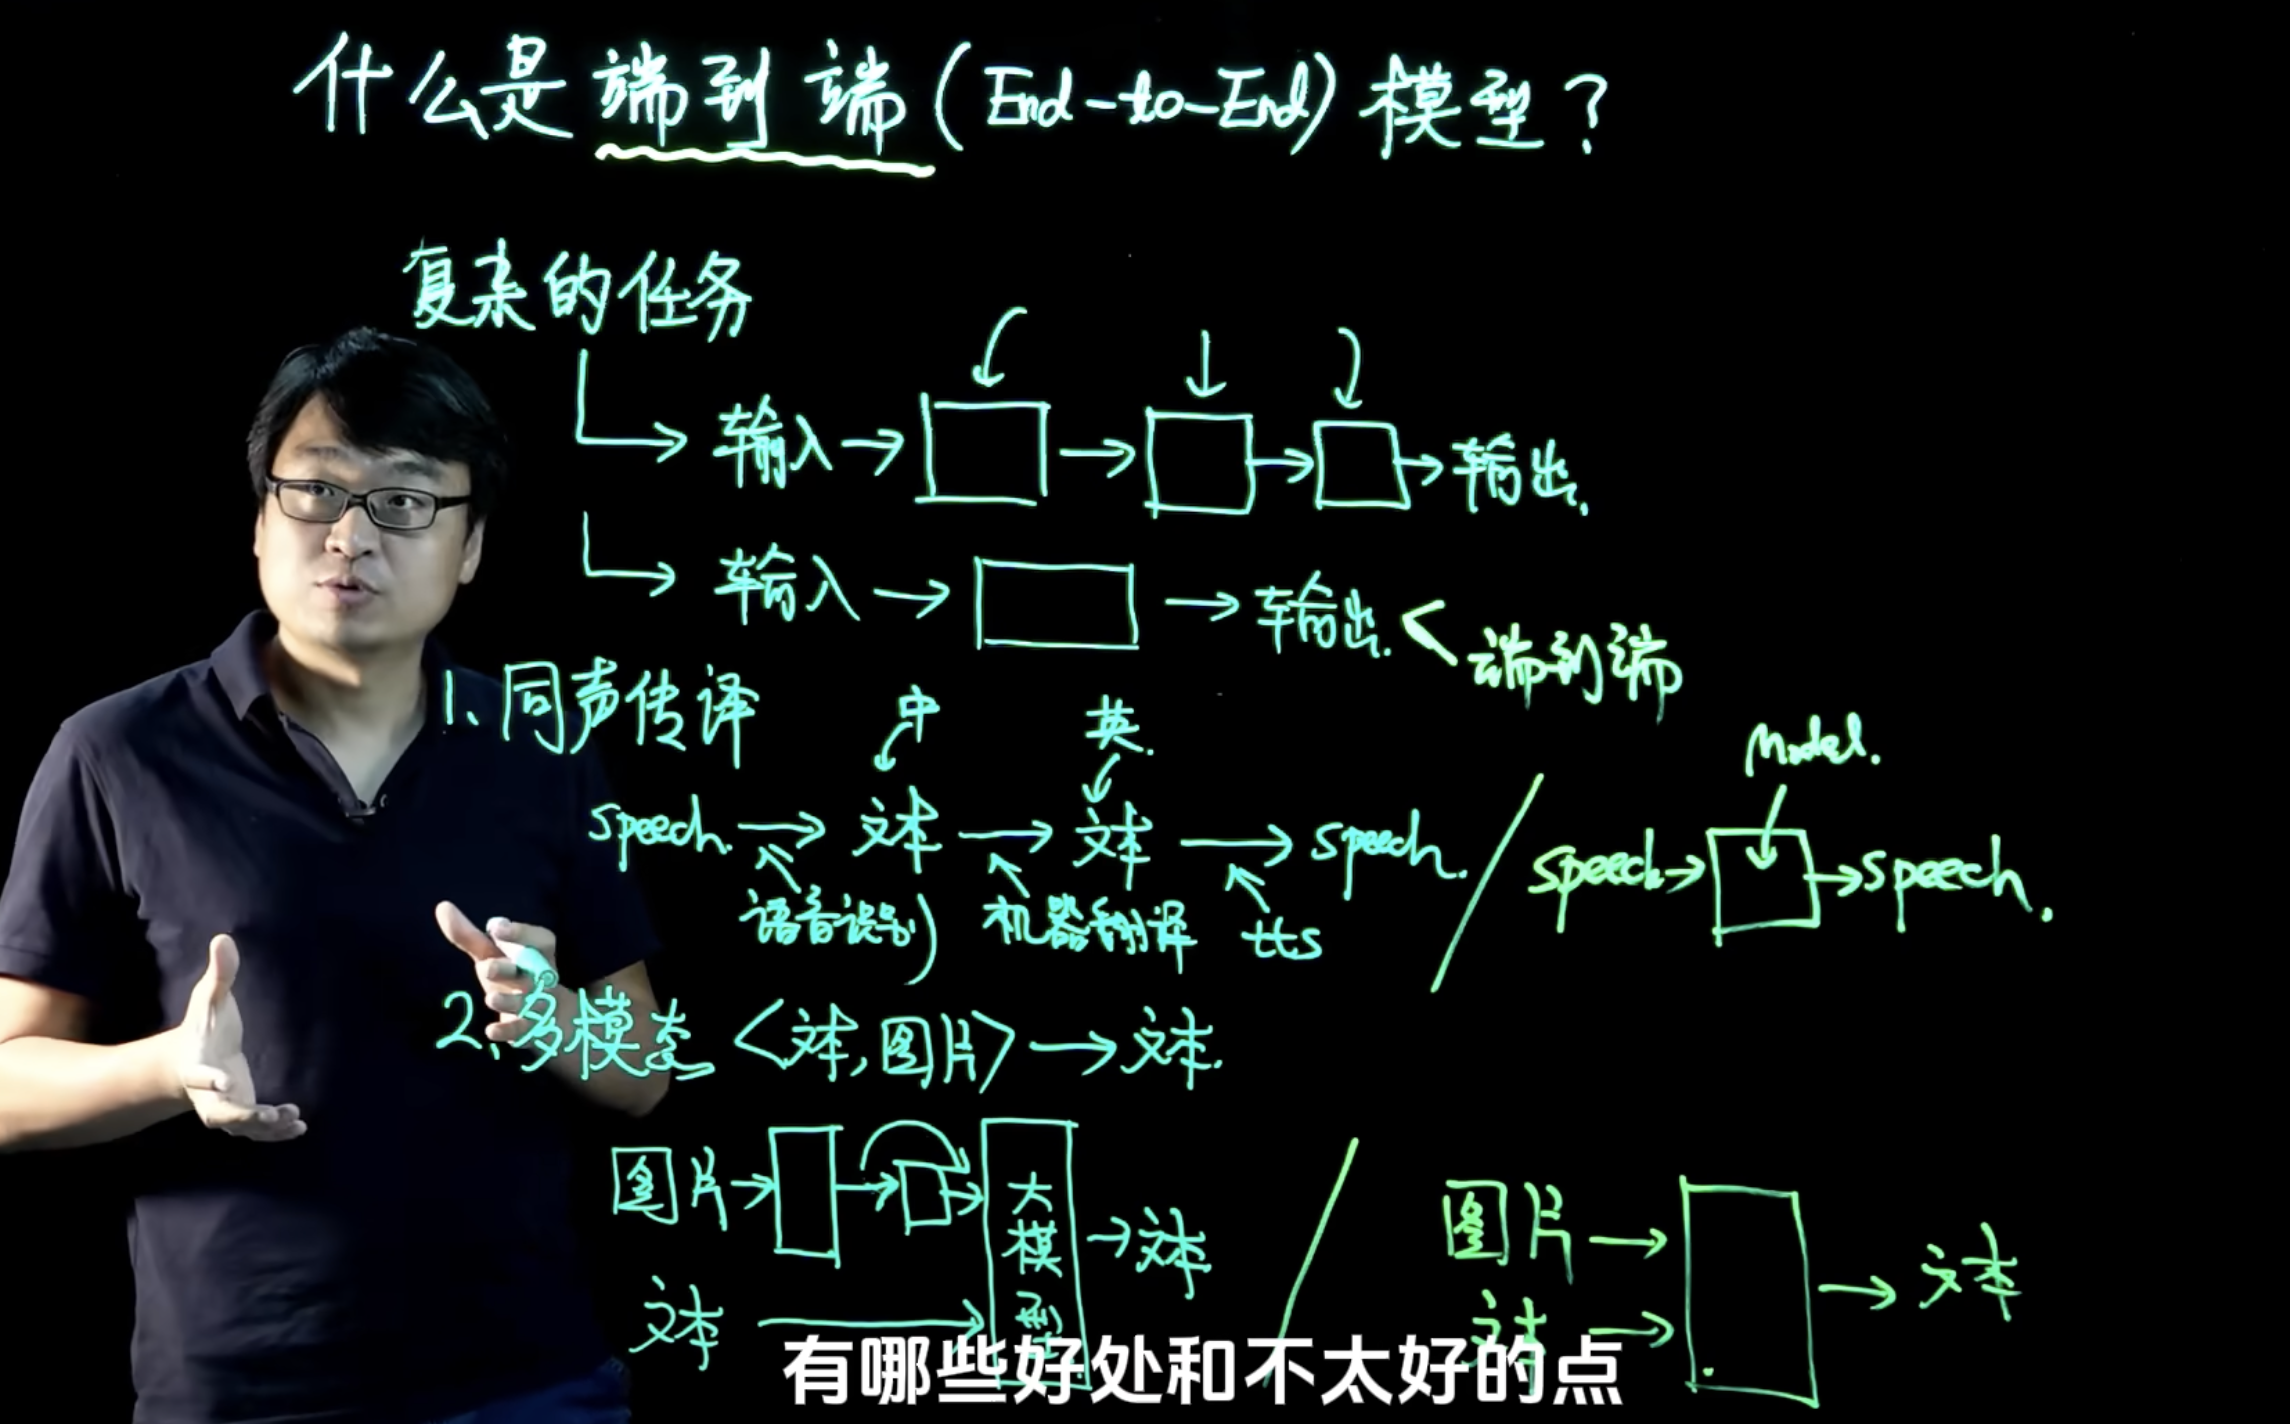 什么是端到端(End-to-End)模型?
复杂的任务
输入→□→□→□→输出.
输入→□→输出.<端到端
1、同声传译
中 英.
Model.
speech.→文本→文本→speech. / speech→□→speech.
语音识别 机器翻译 tts
2、多模态 <文本,图片>→文本.
图片→□→□→大模型→文本 / 图片→□→文本
文本→ 文本→
有哪些好处和不太好的点